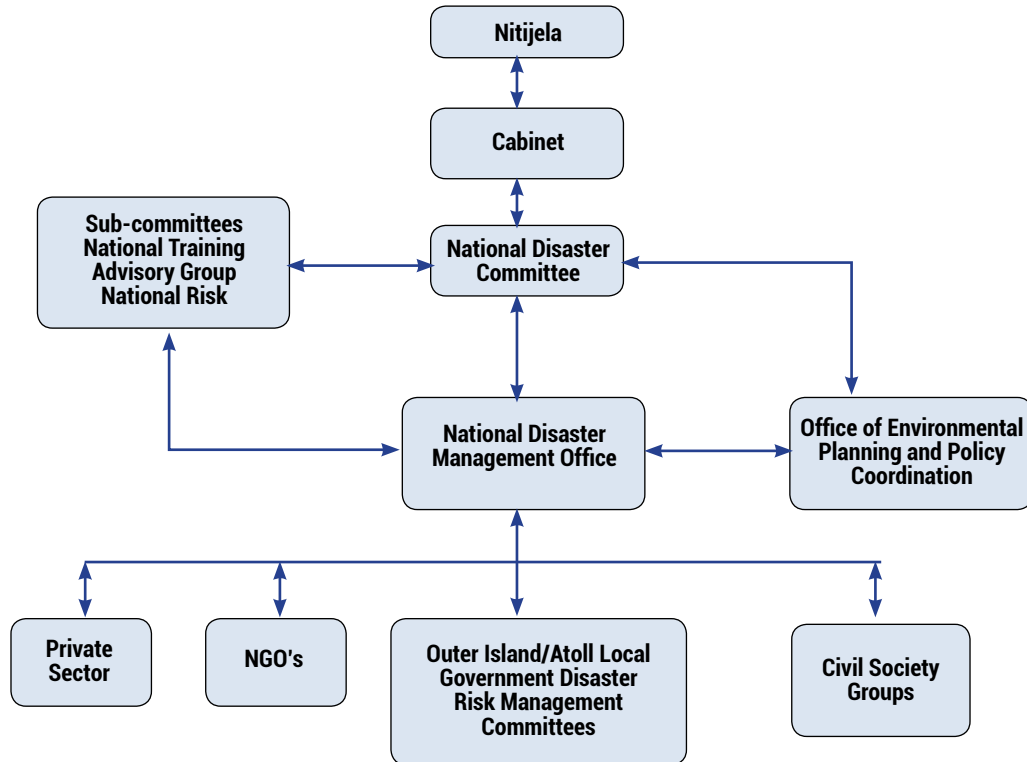 Nitijela
Cabinet
Sub-committees
National Training
Advisory Group
National Risk
National Disaster
Committee
National Disaster
Management Office
Office of Environmental
Planning and Policy
Coordination
Private
Sector
NGO's
Outer Island/Atoll Local
Government Disaster
Risk Management
Committees
Civil Society
Groups